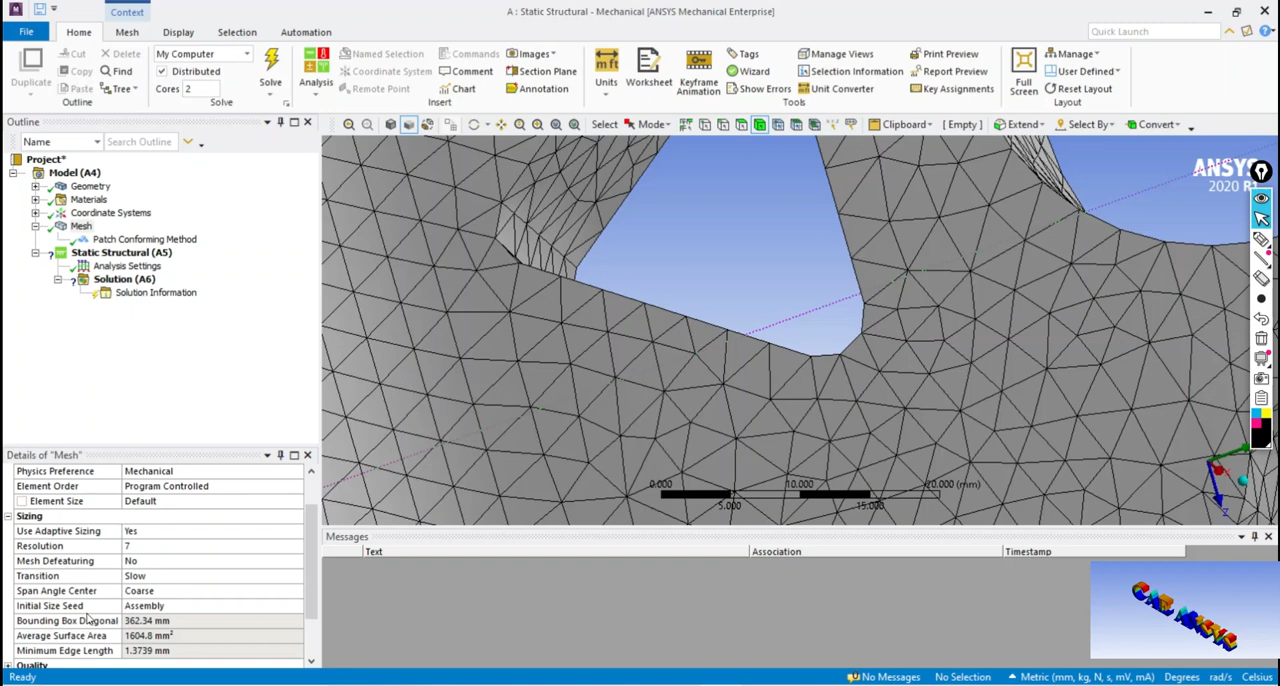 Context
A : Static Structural - Mechanical [ANSYS Mechanical Enterprise]
File Home Mesh Display Selection Automation
Quick Launch
Duplicate
Cut
Copy
Paste
Delete
Find
Tree
Outline
My Computer
Distributed
Cores 2
Solve
Solve
Analysis
Named Selection
Coordinate System
Remote Point
Commands
Comment
Chart
Images
Section Plane
Annotation
Insert
Units
Worksheet
Keyframe
Animation
Tags
Wizard
Show Errors
Manage Views
Selection Information
Unit Converter
Print Preview
Report Preview
Key Assignments
Tools
Full
Screen
Manage
User Defined
Reset Layout
Layout
Outline
Name
Search Outline
Select
Mode
Clipboard
[ Empty ]
Extend
Select By
Convert
Project*
Model (A4)
Geometry
Materials
Coordinate Systems
Mesh
Patch Conforming Method
Static Structural (A5)
Analysis Settings
Solution (A6)
Solution Information
ANSYS
2020 R1
0.000 10.000 20.000 (mm)
5.000 15.000
Z
Details of "Mesh"
Physics Preference Mechanical
Element Order Program Controlled
Element Size Default
Sizing
Use Adaptive Sizing Yes
Resolution 7
Mesh Defeaturing No
Transition Slow
Span Angle Center Coarse
Initial Size Seed Assembly
Bounding Box Diagonal 362.34 mm
Average Surface Area 1604.8 mm²
Minimum Edge Length 1.3739 mm
Quality
Messages
Text Association Timestamp
Ready
No Messages
No Selection
Metric (mm, kg, N, s, mV, mA)
Degrees
rad/s
Celsius